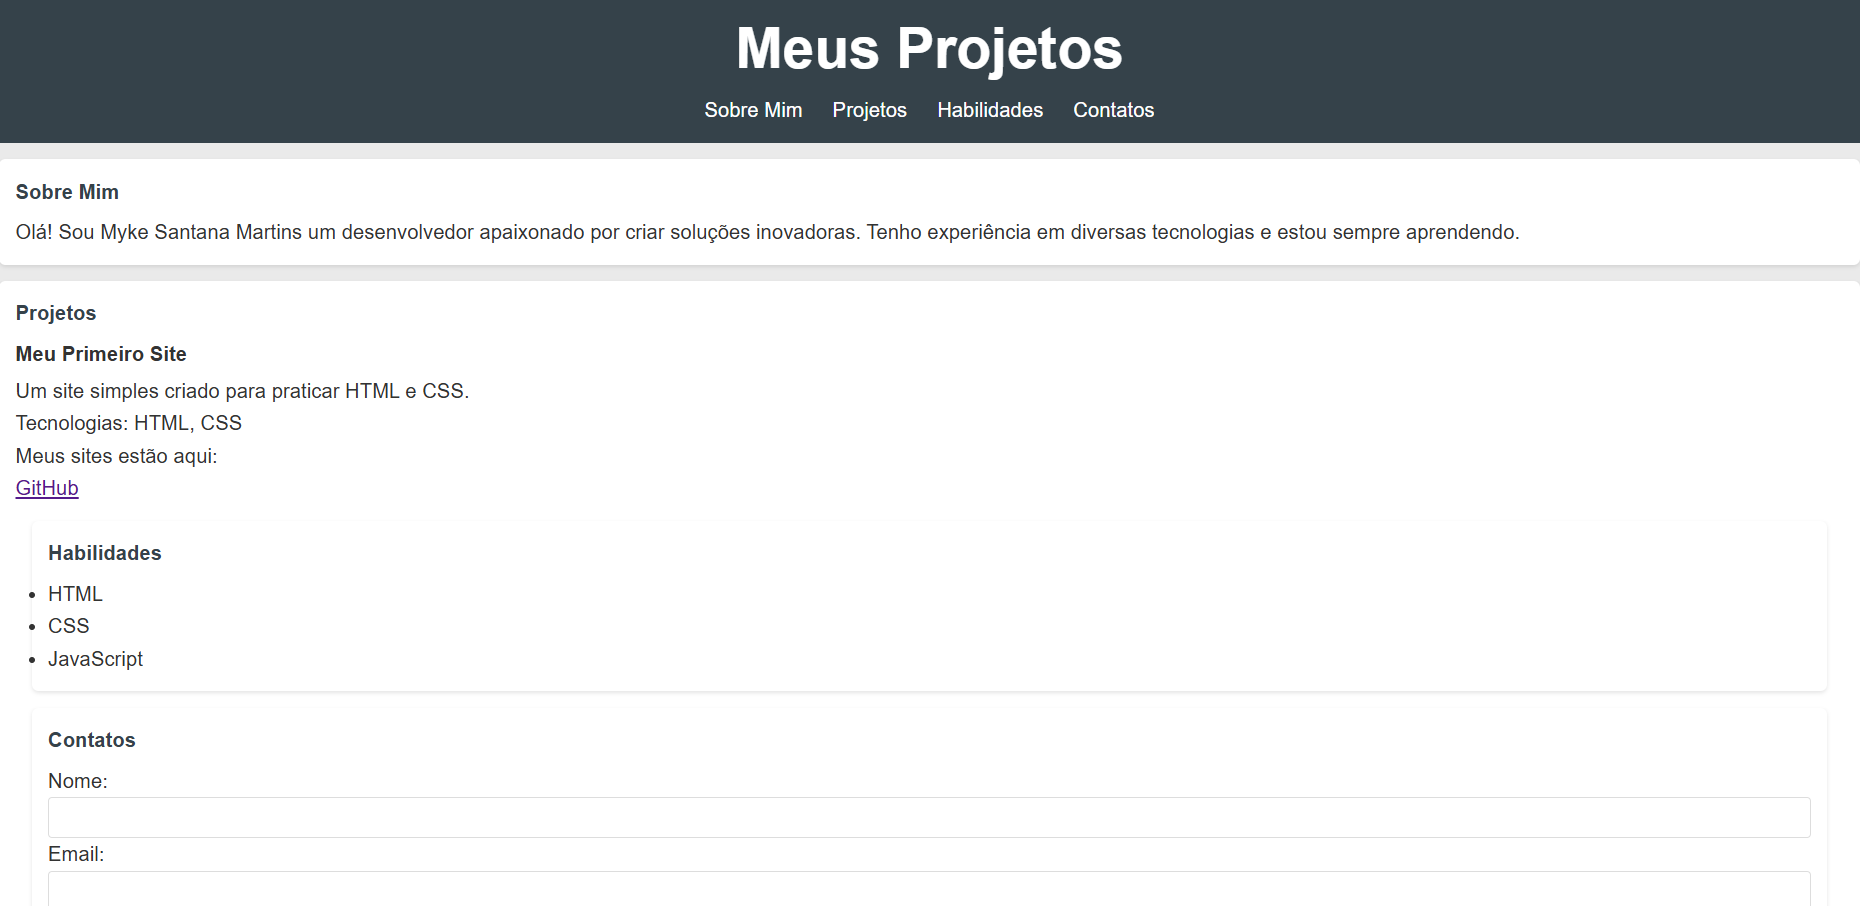 Meus Projetos
Sobre Mim Projetos Habilidades Contatos
Sobre Mim
Olá! Sou Myke Santana Martins um desenvolvedor apaixonado por criar soluções inovadoras. Tenho experiência em diversas tecnologias e estou sempre aprendendo.
Projetos
Meu Primeiro Site
Um site simples criado para praticar HTML e CSS.
Tecnologias: HTML, CSS
Meus sites estão aqui:
GitHub
Habilidades
HTML
CSS
JavaScript
Contatos
Nome:
Email: